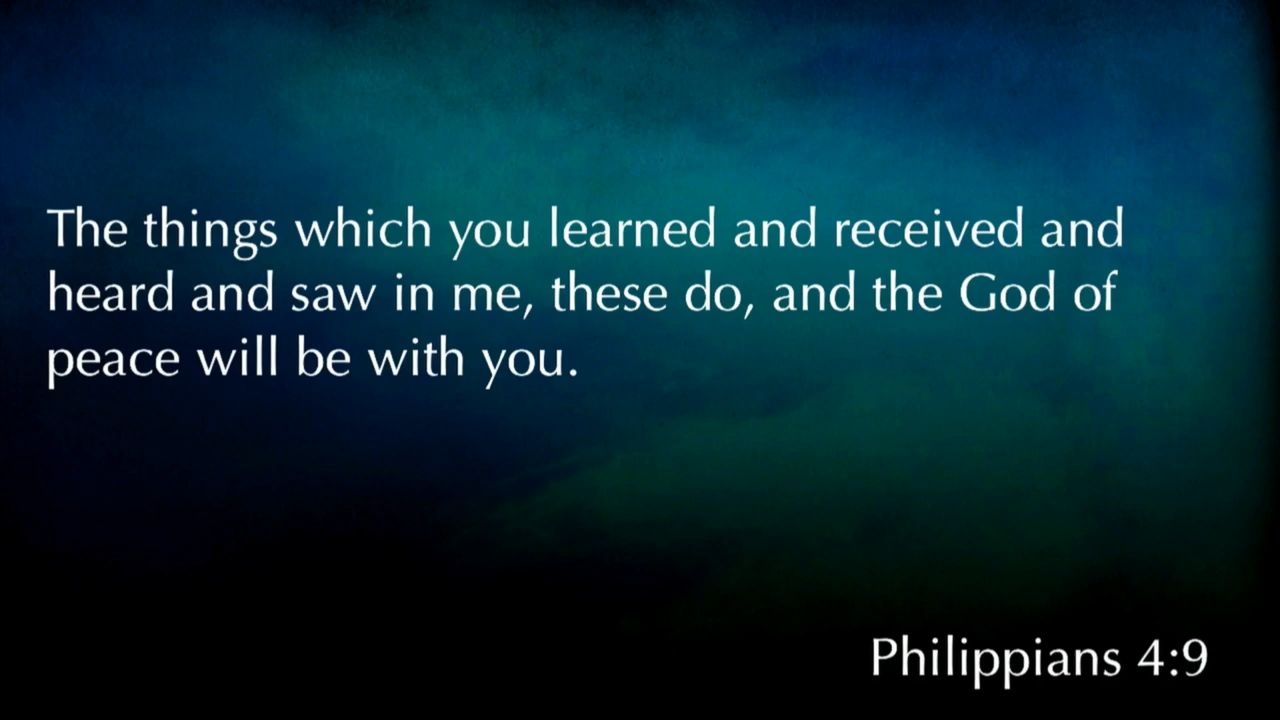 The things which you learned and received and
heard and saw in me, these do, and the God of
peace will be with you.
Philippians 4:9